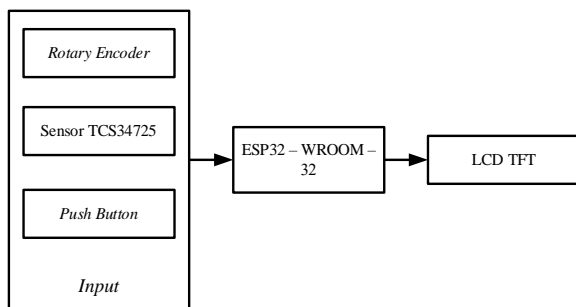 Rotary Encoder
Sensor TCS34725
Push Button
Input
ESP32 – WROOM –
32
LCD TFT